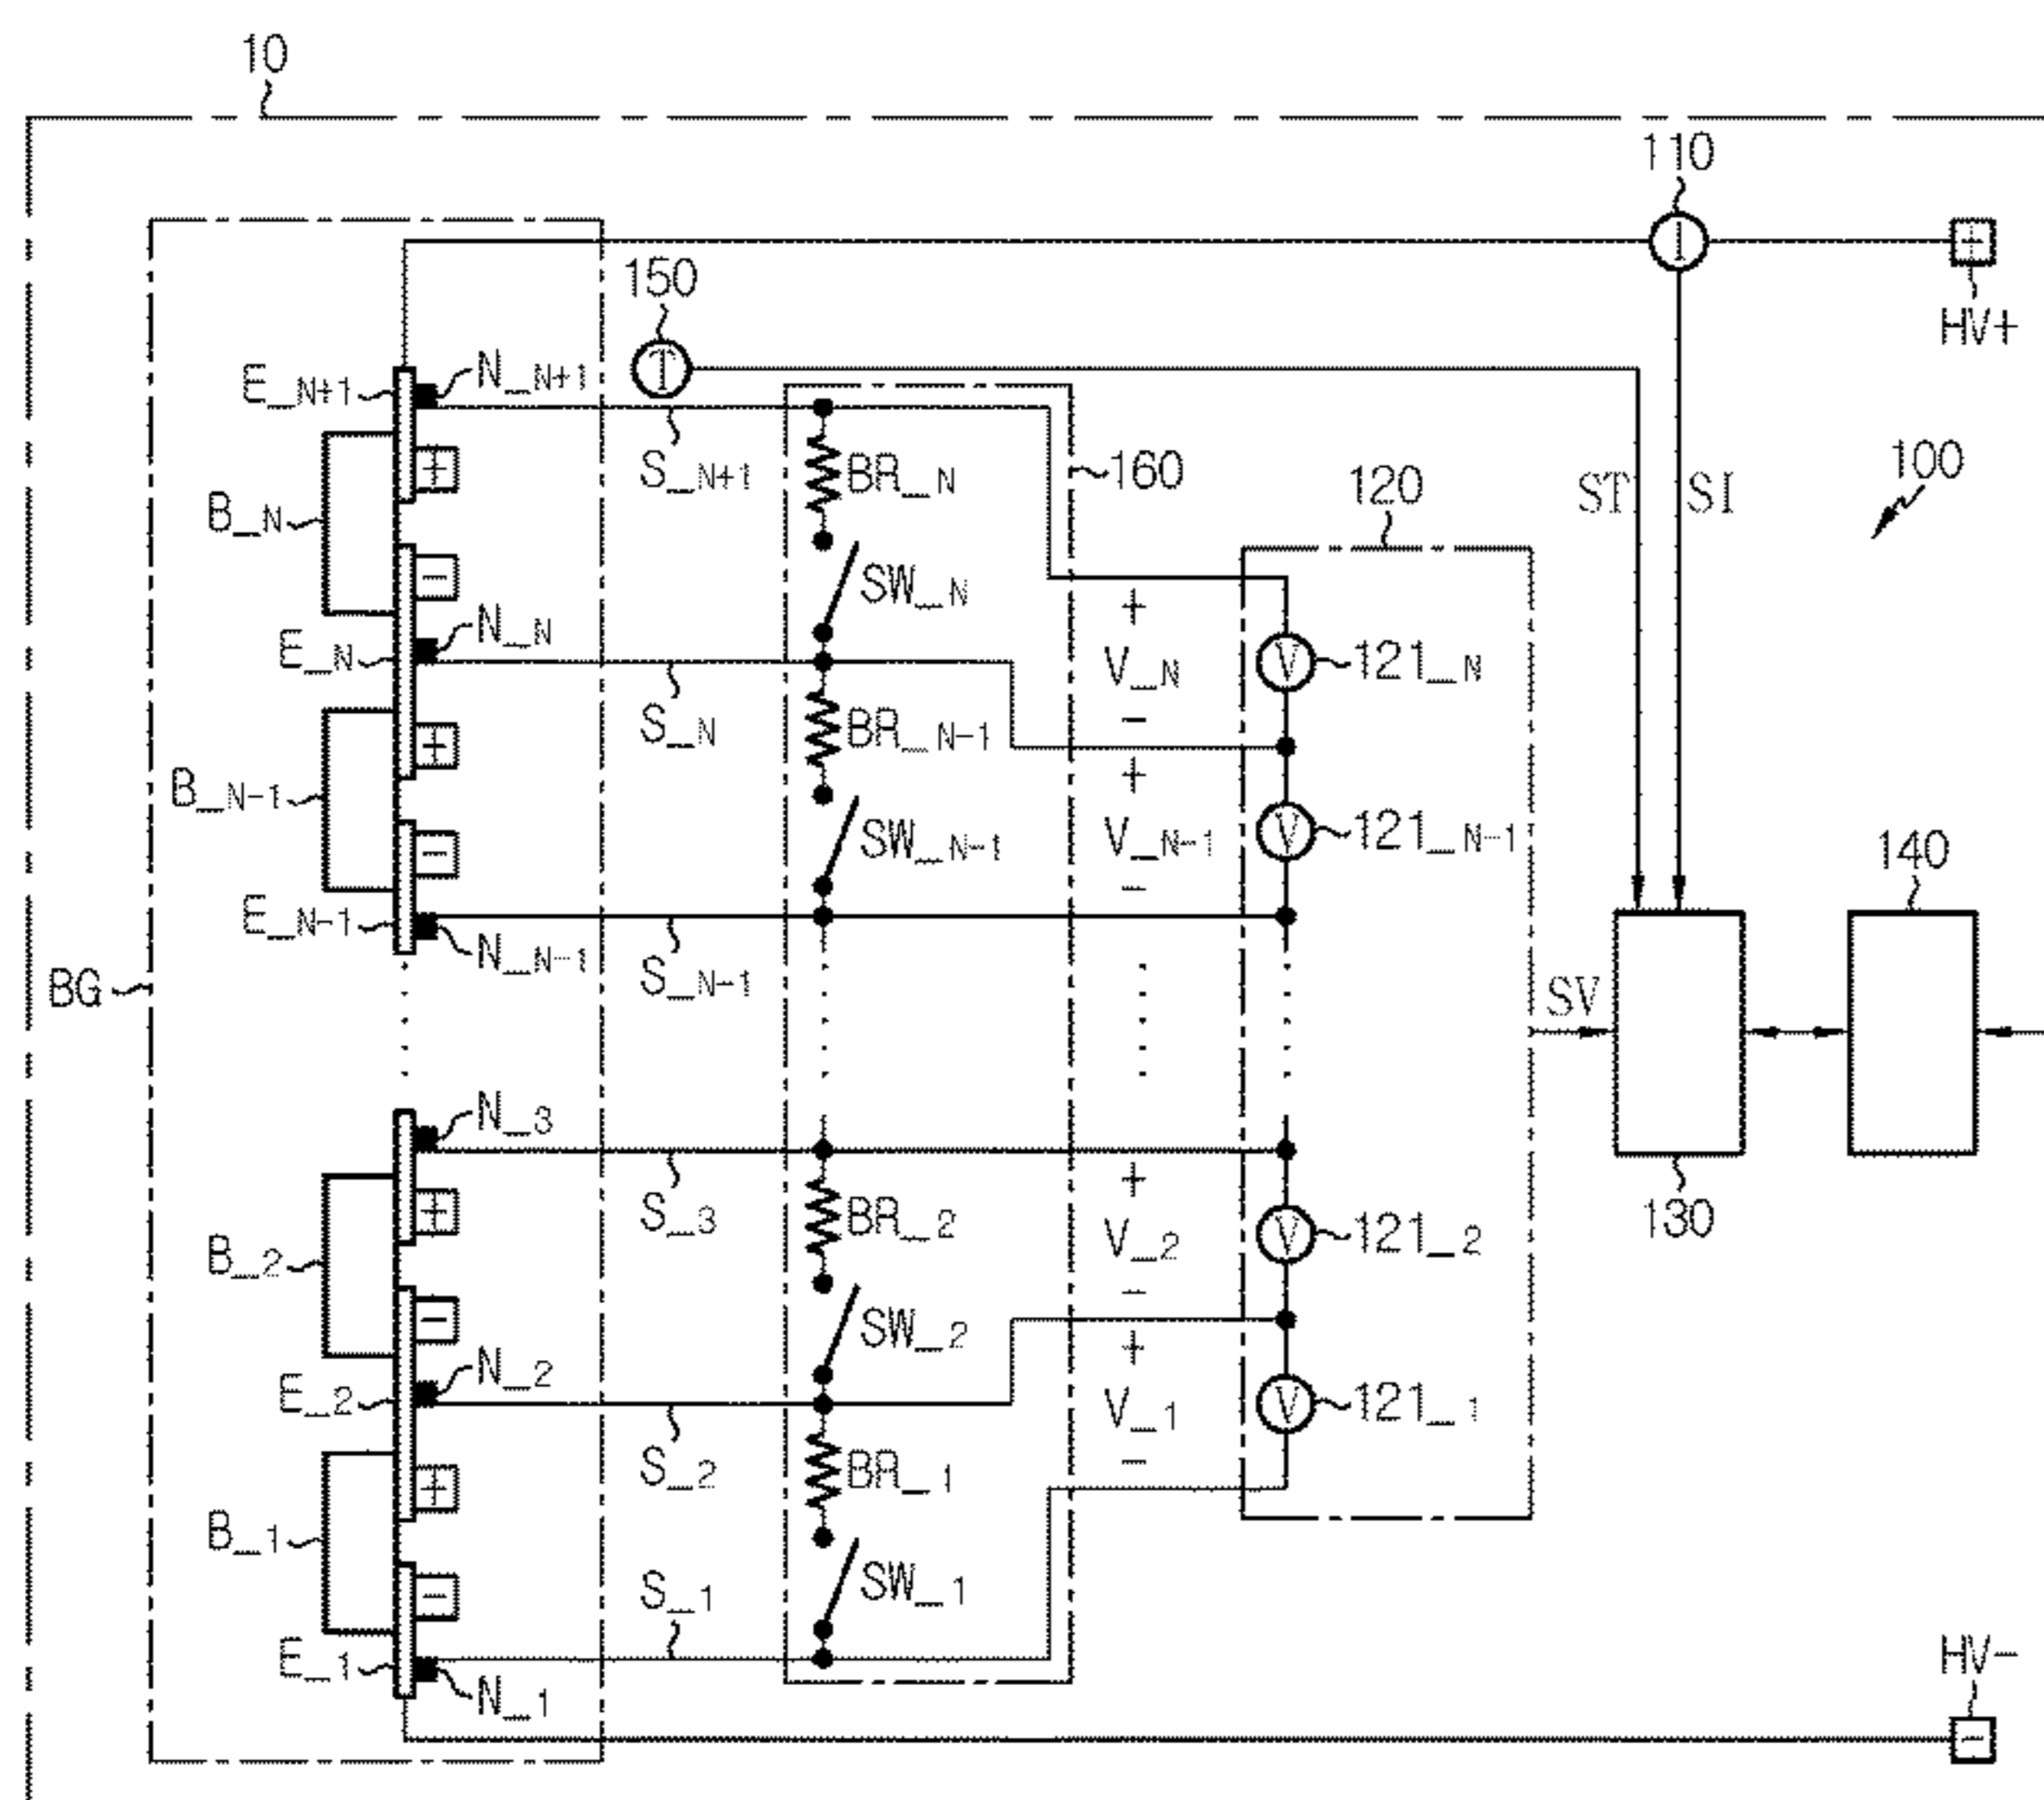 10
110
150
I
+
HV+
T
E_N+1
N_N+1
S_N+1
BR_N
160
120
ST
SI
100
B_N
+
-
SW_N
+
V_N
-
V
121_N
N_N
E_N
S_N
BR_N-1
+
B_N-1
+
-
SW_N-1
V_N-1
-
V
121_N-1
140
E_N-1
N_N-1
S_N-1
BG
SV
N_3
S_3
130
B_2
+
-
BR_2
+
V_2
-
V
121_2
SW_2
N_2
E_2
+
V_1
-
V
121_1
S_2
BR_1
B_1
+
-
S_1
SW_1
E_1
N_1
HV-
-